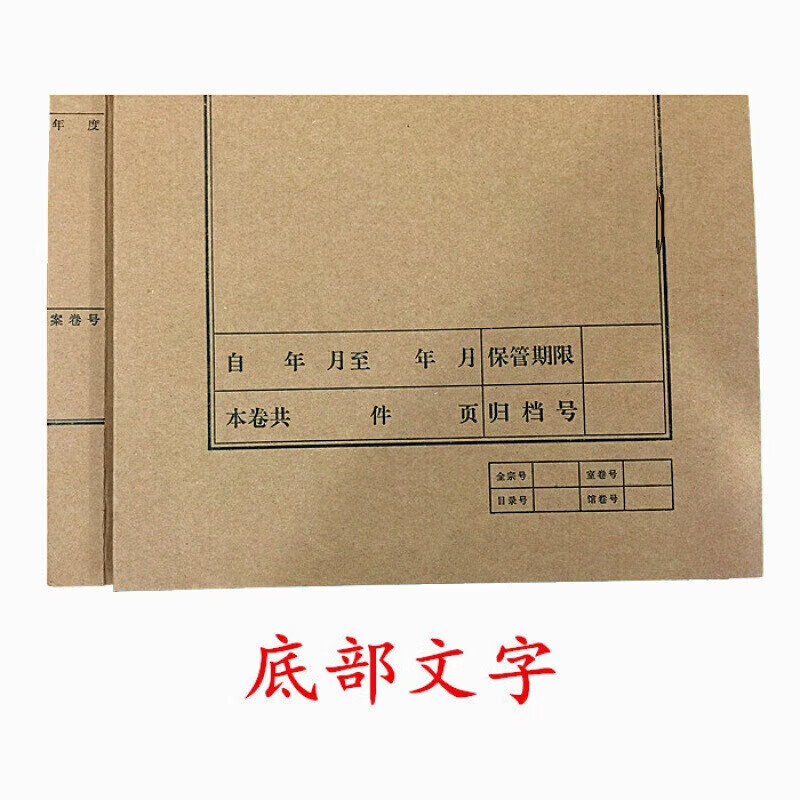 年 度
案卷号
自 年 月至 年 月 保管期限
本卷共 件 页 归档号
全宗号 室卷号
目录号 馆卷号
底部文字